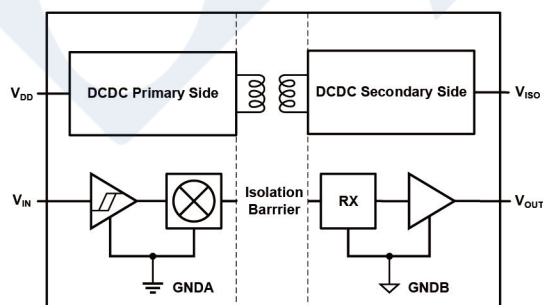 DCDC Primary Side
DCDC Secondary Side
VDD
VISO
VIN
Isolation
Barrrier
RX
VOUT
GNDA
GNDB